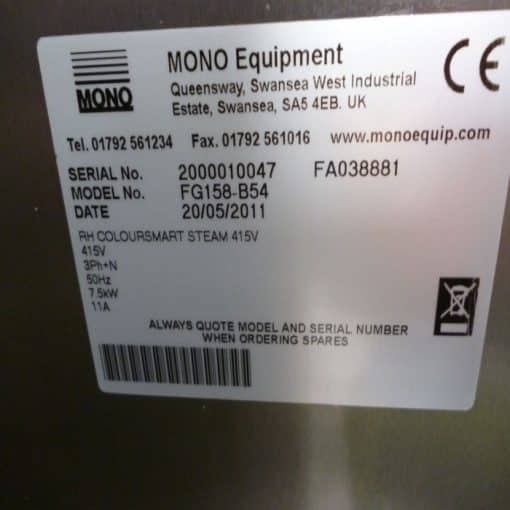 MONO
MONO Equipment
Queensway, Swansea West Industrial
Estate, Swansea, SA5 4EB. UK
CE
Tel. 01792 561234 Fax. 01792 561016 www.monoequip.com
SERIAL No. 2000010047 FA038881
MODEL No. FG158-B54
DATE 20/05/2011
RH COLOURSMART STEAM 415V
415V
3Ph+N
50Hz
7.5kW
11A
ALWAYS QUOTE MODEL AND SERIAL NUMBER
WHEN ORDERING SPARES